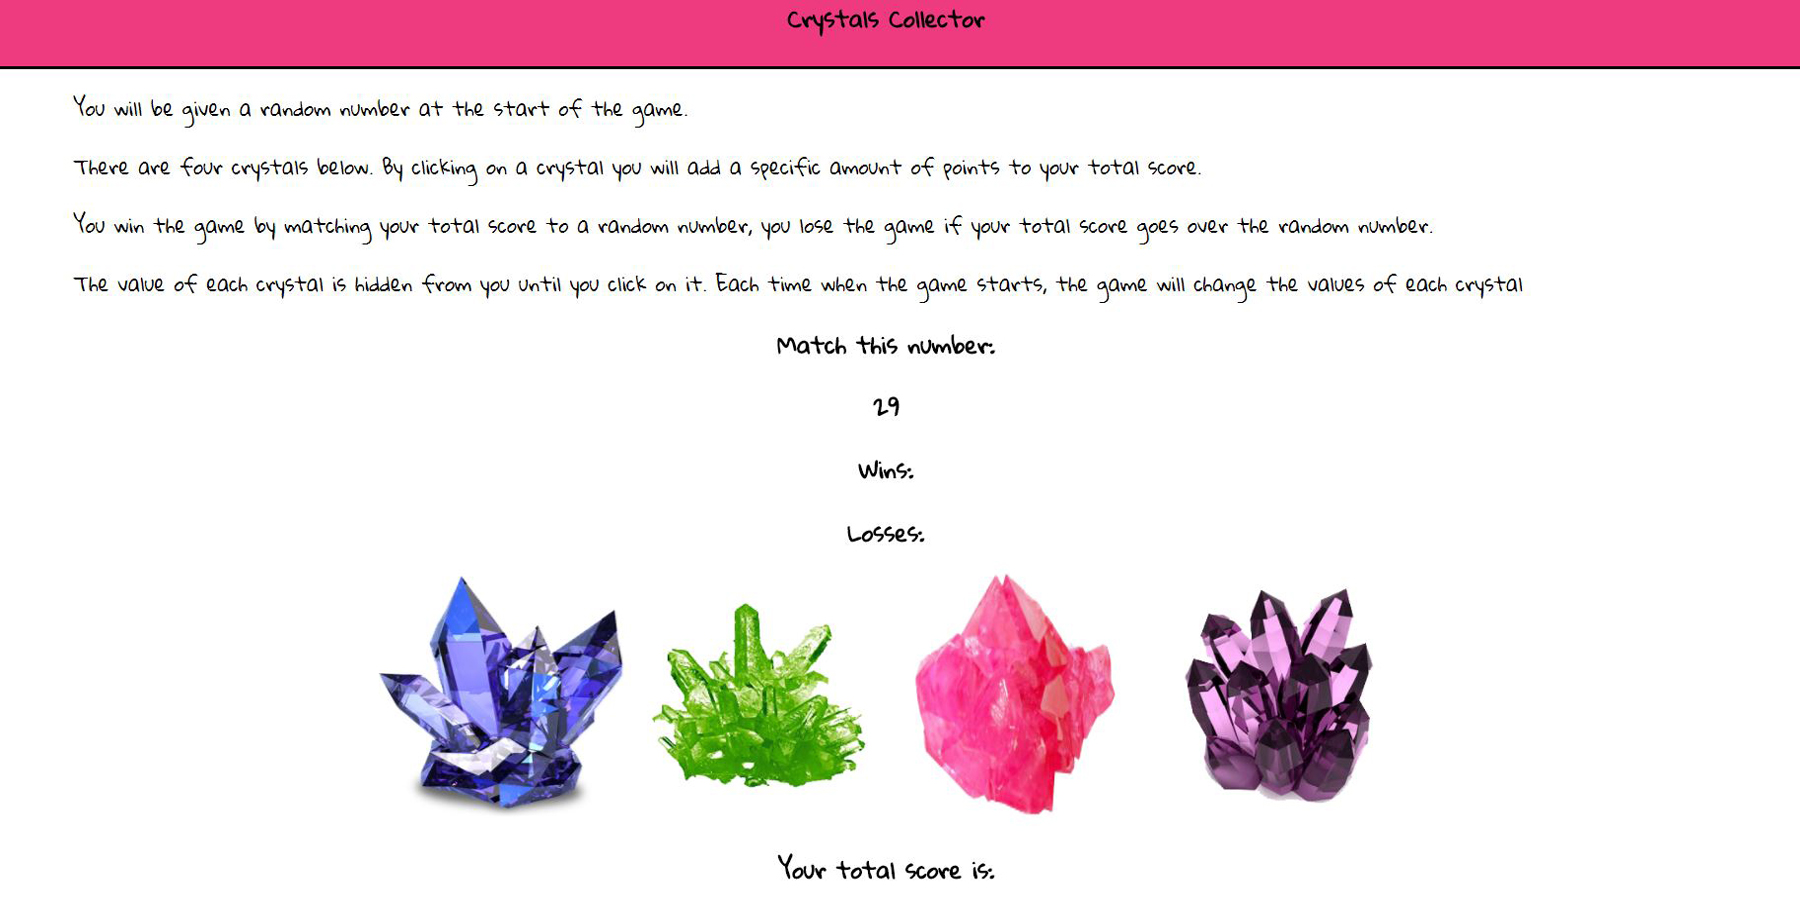 Crystals Collector
You will be given a random number at the start of the game.
There are four crystals below. By clicking on a crystal you will add a specific amount of points to your total score.
You win the game by matching your total score to a random number, you lose the game if your total score goes over the random number.
The value of each crystal is hidden from you until you click on it. Each time when the game starts, the game will change the values of each crystal
Match this number:
29
Wins:
Losses:
Your total score is: